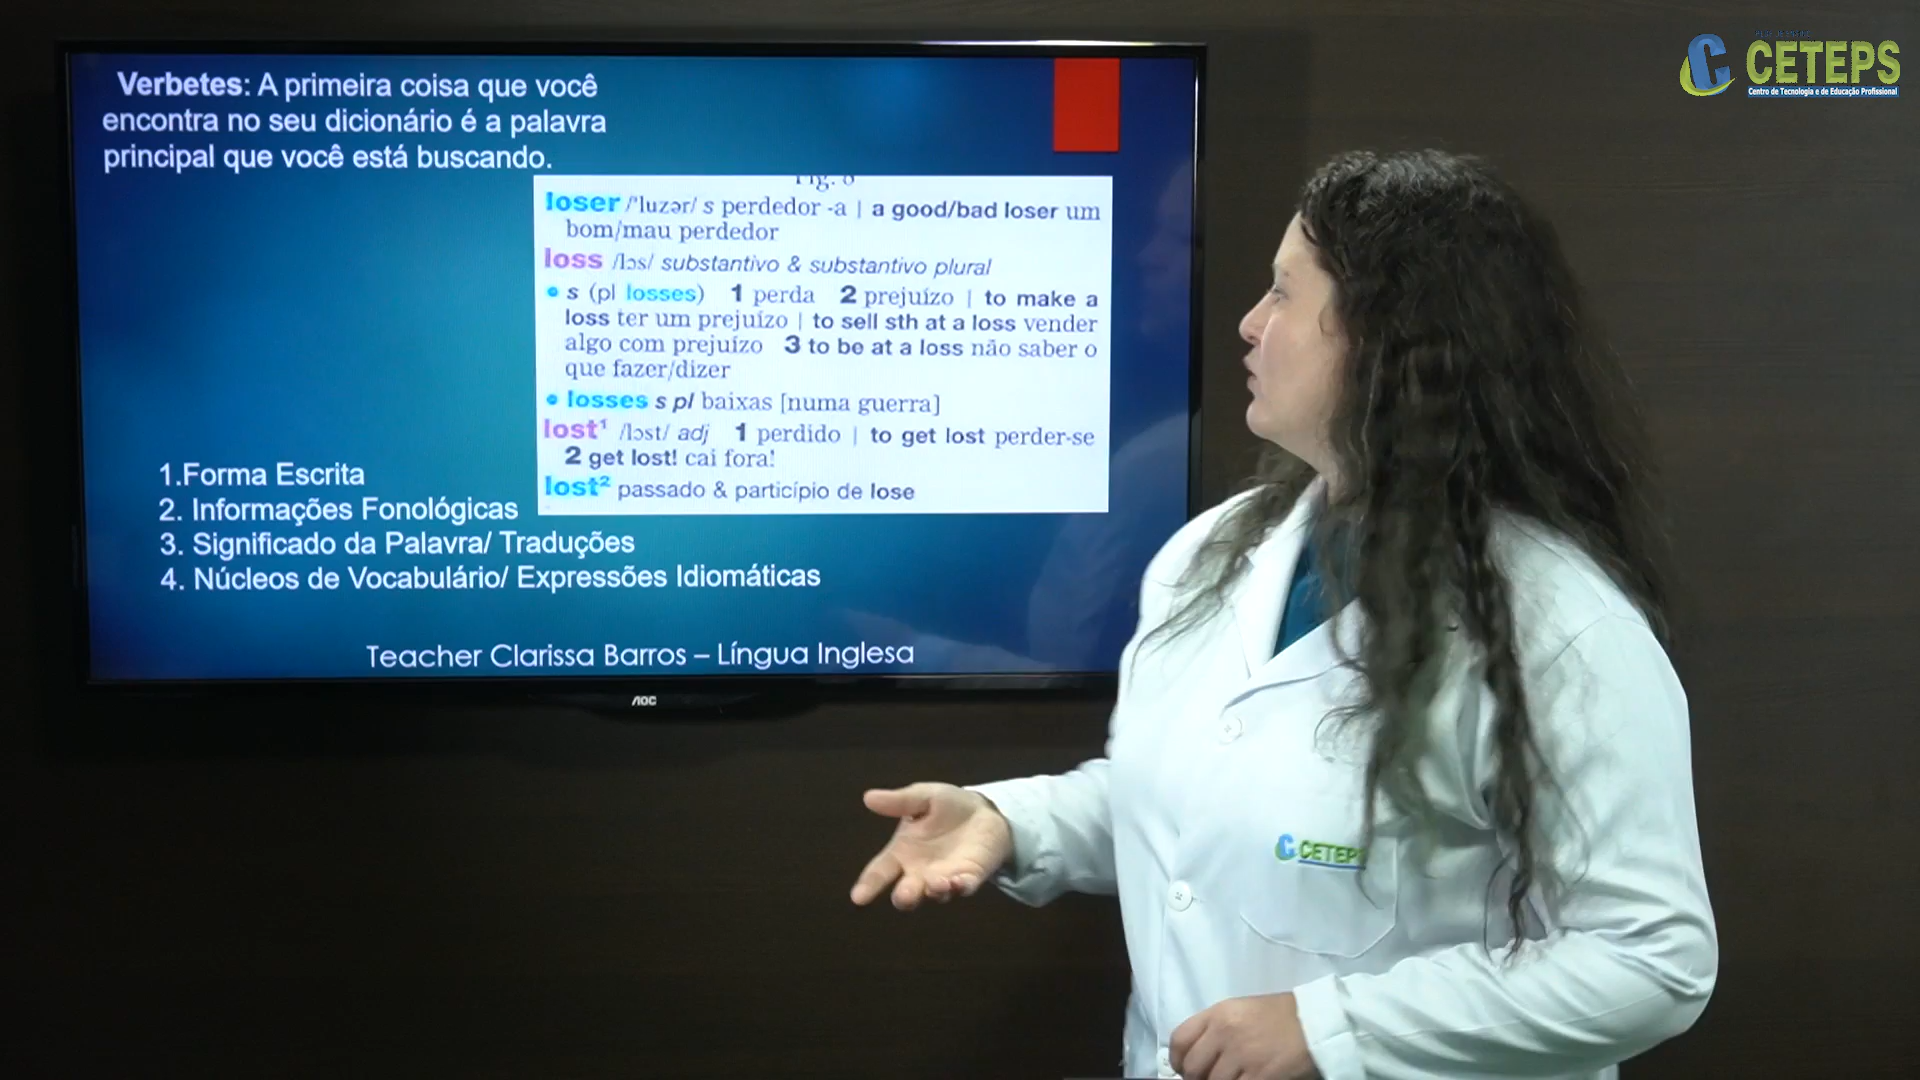 Verbetes: A primeira coisa que você
encontra no seu dicionário é a palavra
principal que você está buscando.
loser /'luzər/ s perdedor -a | a good/bad loser um
bom/mau perdedor
loss /lɔs/ substantivo & substantivo plural
• s (pl losses) 1 perda 2 prejuízo | to make a
loss ter um prejuízo | to sell sth at a loss vender
algo com prejuízo 3 to be at a loss não saber o
que fazer/dizer
• losses s pl baixas [numa guerra]
lost¹ /lɔst/ adj 1 perdido | to get lost perder-se
2 get lost! cai fora!
lost² passado & particípio de lose
1.Forma Escrita
2. Informações Fonológicas
3. Significado da Palavra/ Traduções
4. Núcleos de Vocabulário/ Expressões Idiomáticas
Teacher Clarissa Barros – Língua Inglesa
AOC
CETEPS
Centro de Tecnologia e de Educação Profissional
CETEP